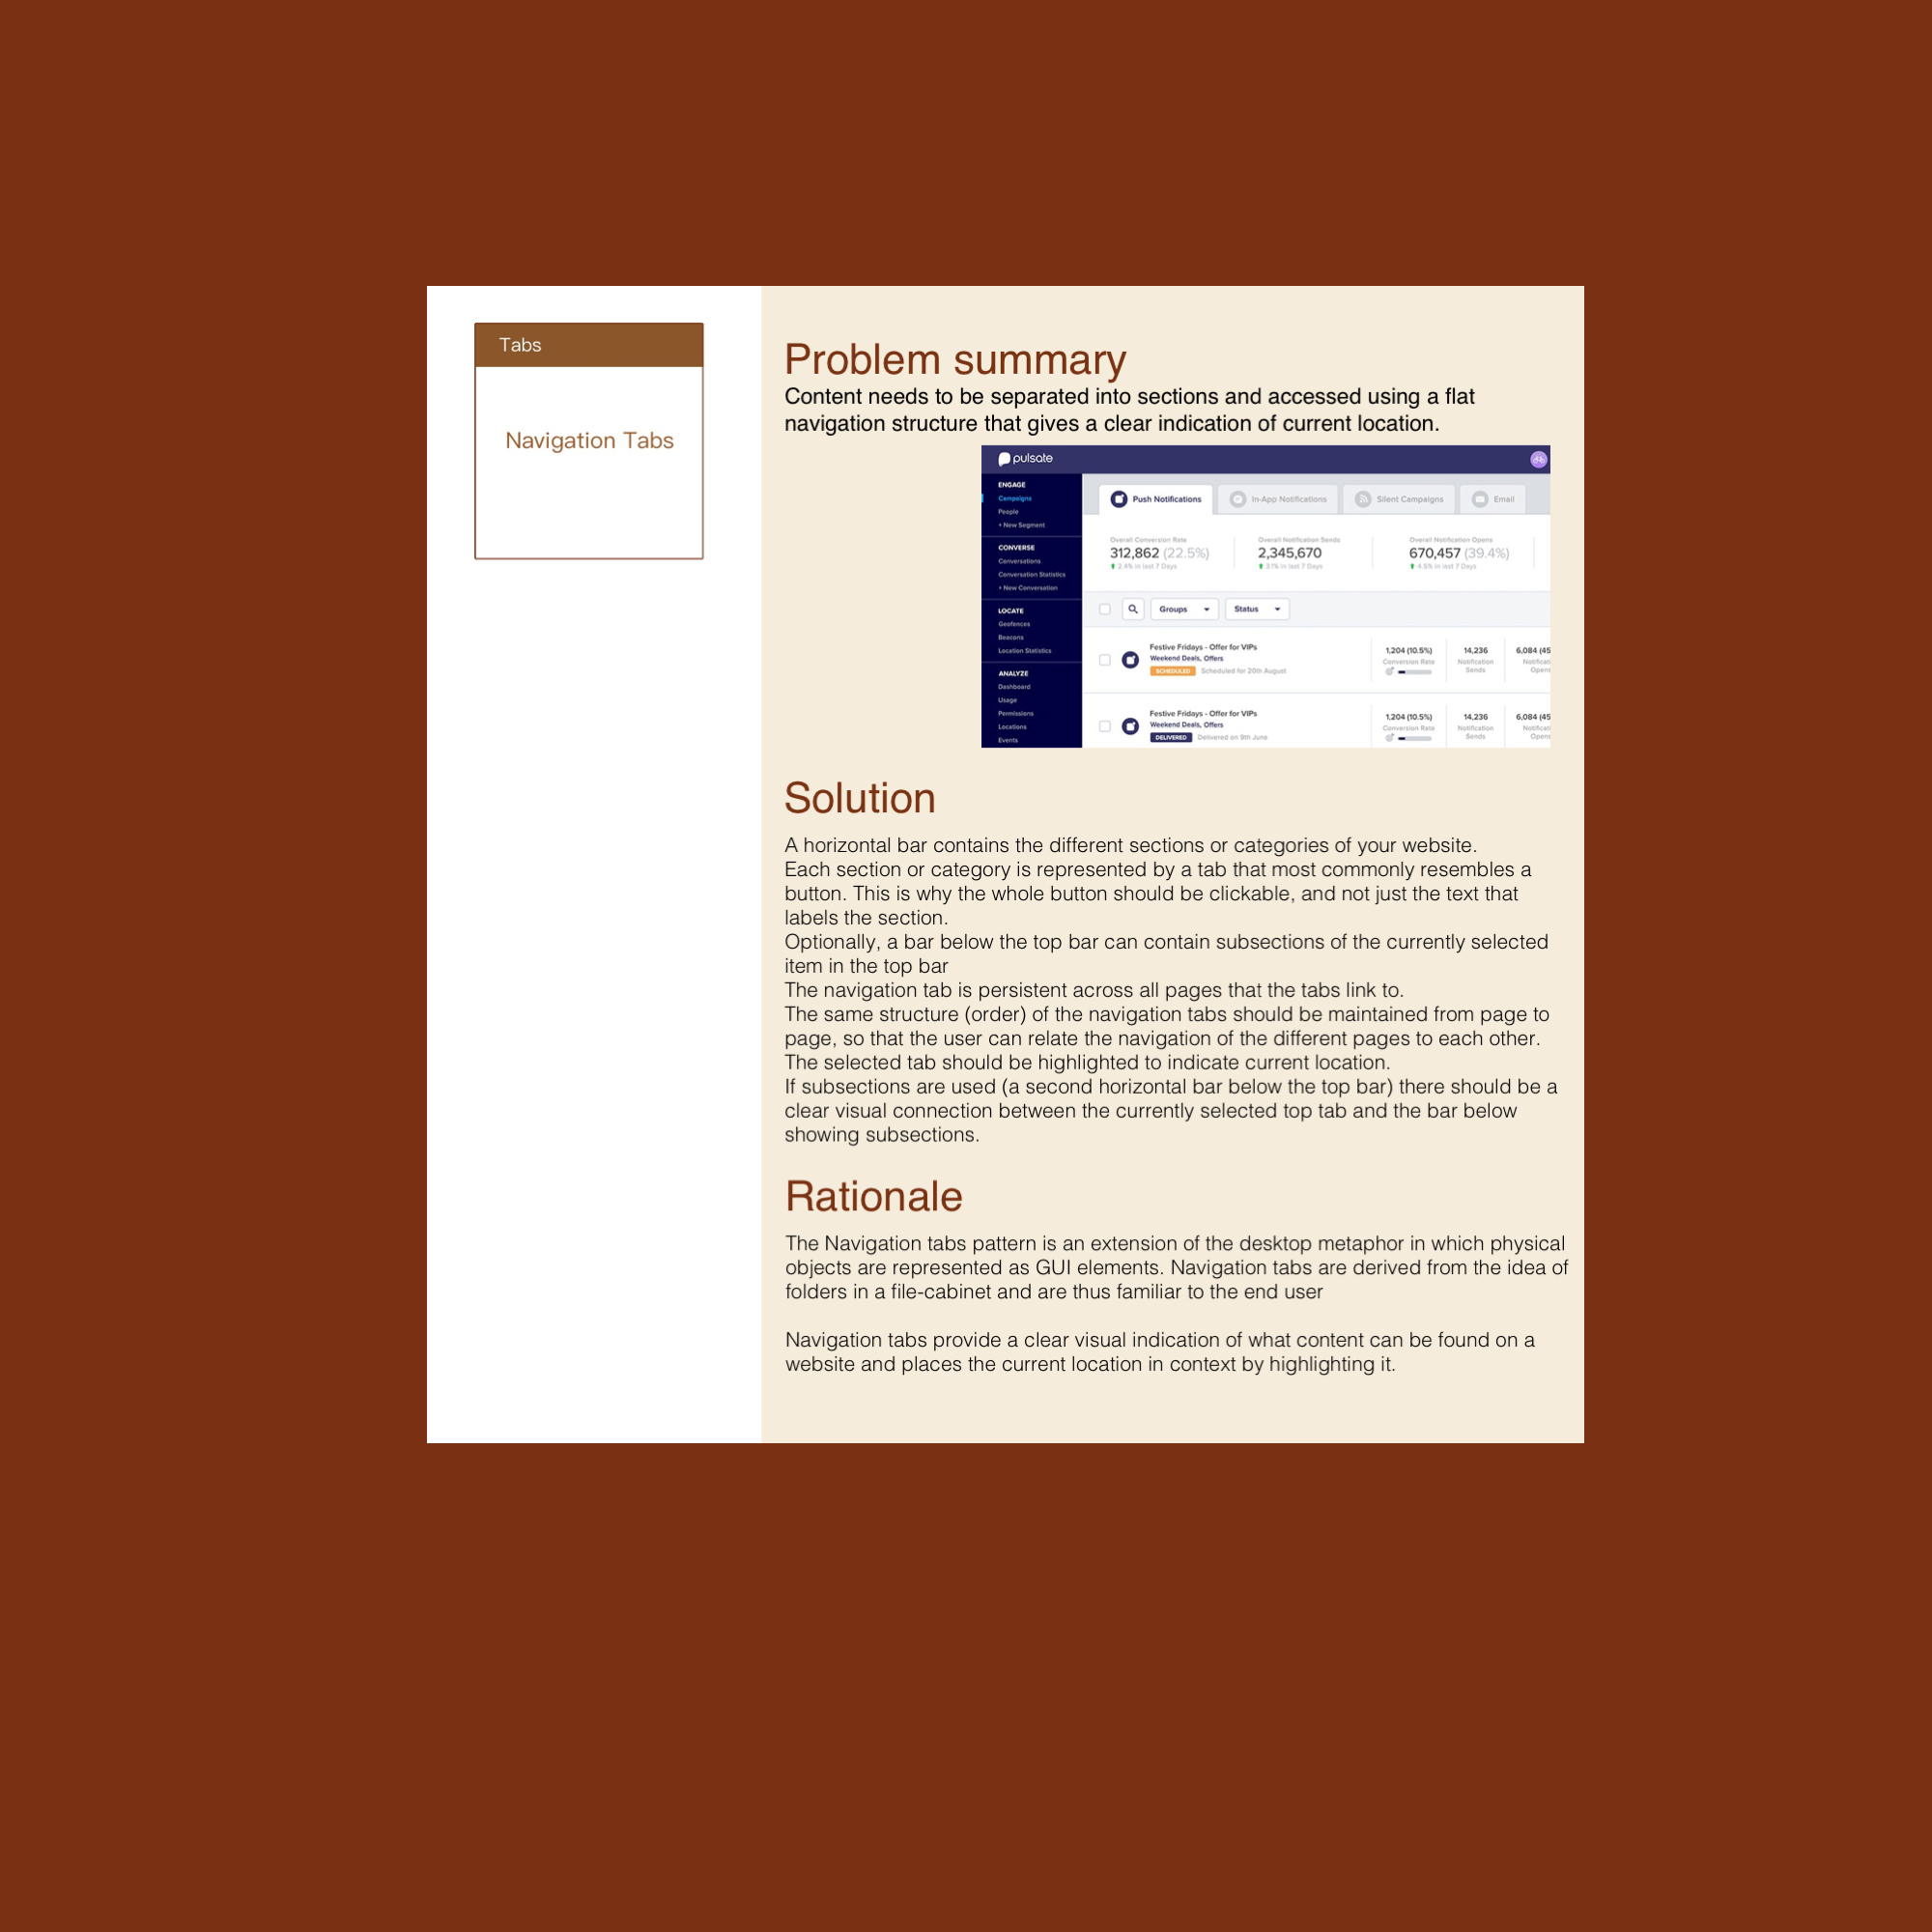 Tabs
Navigation Tabs
Problem summary
Content needs to be separated into sections and accessed using a flat
navigation structure that gives a clear indication of current location.
pulsate
ENGAGE
Campaigns
People
+ New Segment
CONVERSE
Conversations
Conversation Statistics
+ New Conversation
LOCATE
Geofences
Beacons
Location Statistics
ANALYZE
Dashboard
Usage
Permissions
Locations
Events
Push Notifications In-App Notifications Silent Campaigns Email
Overall Conversion Rate Overall Notification Sends Overall Notification Opens
312,862 (22.5%) 2,345,670 670,457 (39.4%)
2.4% in last 7 Days 3.1% in last 7 Days 4.5% in last 7 Days
Groups Status
Festive Fridays - Offer for VIPs
Weekend Deals, Offers
SCHEDULED Scheduled for 20th August
1,204 (10.5%) 14,236 6,084 (45
Conversion Rate Notification Notificat
Sends Opens
Festive Fridays - Offer for VIPs
Weekend Deals, Offers
DELIVERED Delivered on 9th June
1,204 (10.5%) 14,236 6,084 (45
Conversion Rate Notification Notificat
Sends Opens
Solution
A horizontal bar contains the different sections or categories of your website.
Each section or category is represented by a tab that most commonly resembles a
button. This is why the whole button should be clickable, and not just the text that
labels the section.
Optionally, a bar below the top bar can contain subsections of the currently selected
item in the top bar
The navigation tab is persistent across all pages that the tabs link to.
The same structure (order) of the navigation tabs should be maintained from page to
page, so that the user can relate the navigation of the different pages to each other.
The selected tab should be highlighted to indicate current location.
If subsections are used (a second horizontal bar below the top bar) there should be a
clear visual connection between the currently selected top tab and the bar below
showing subsections.
Rationale
The Navigation tabs pattern is an extension of the desktop metaphor in which physical
objects are represented as GUI elements. Navigation tabs are derived from the idea of
folders in a file-cabinet and are thus familiar to the end user
Navigation tabs provide a clear visual indication of what content can be found on a
website and places the current location in context by highlighting it.